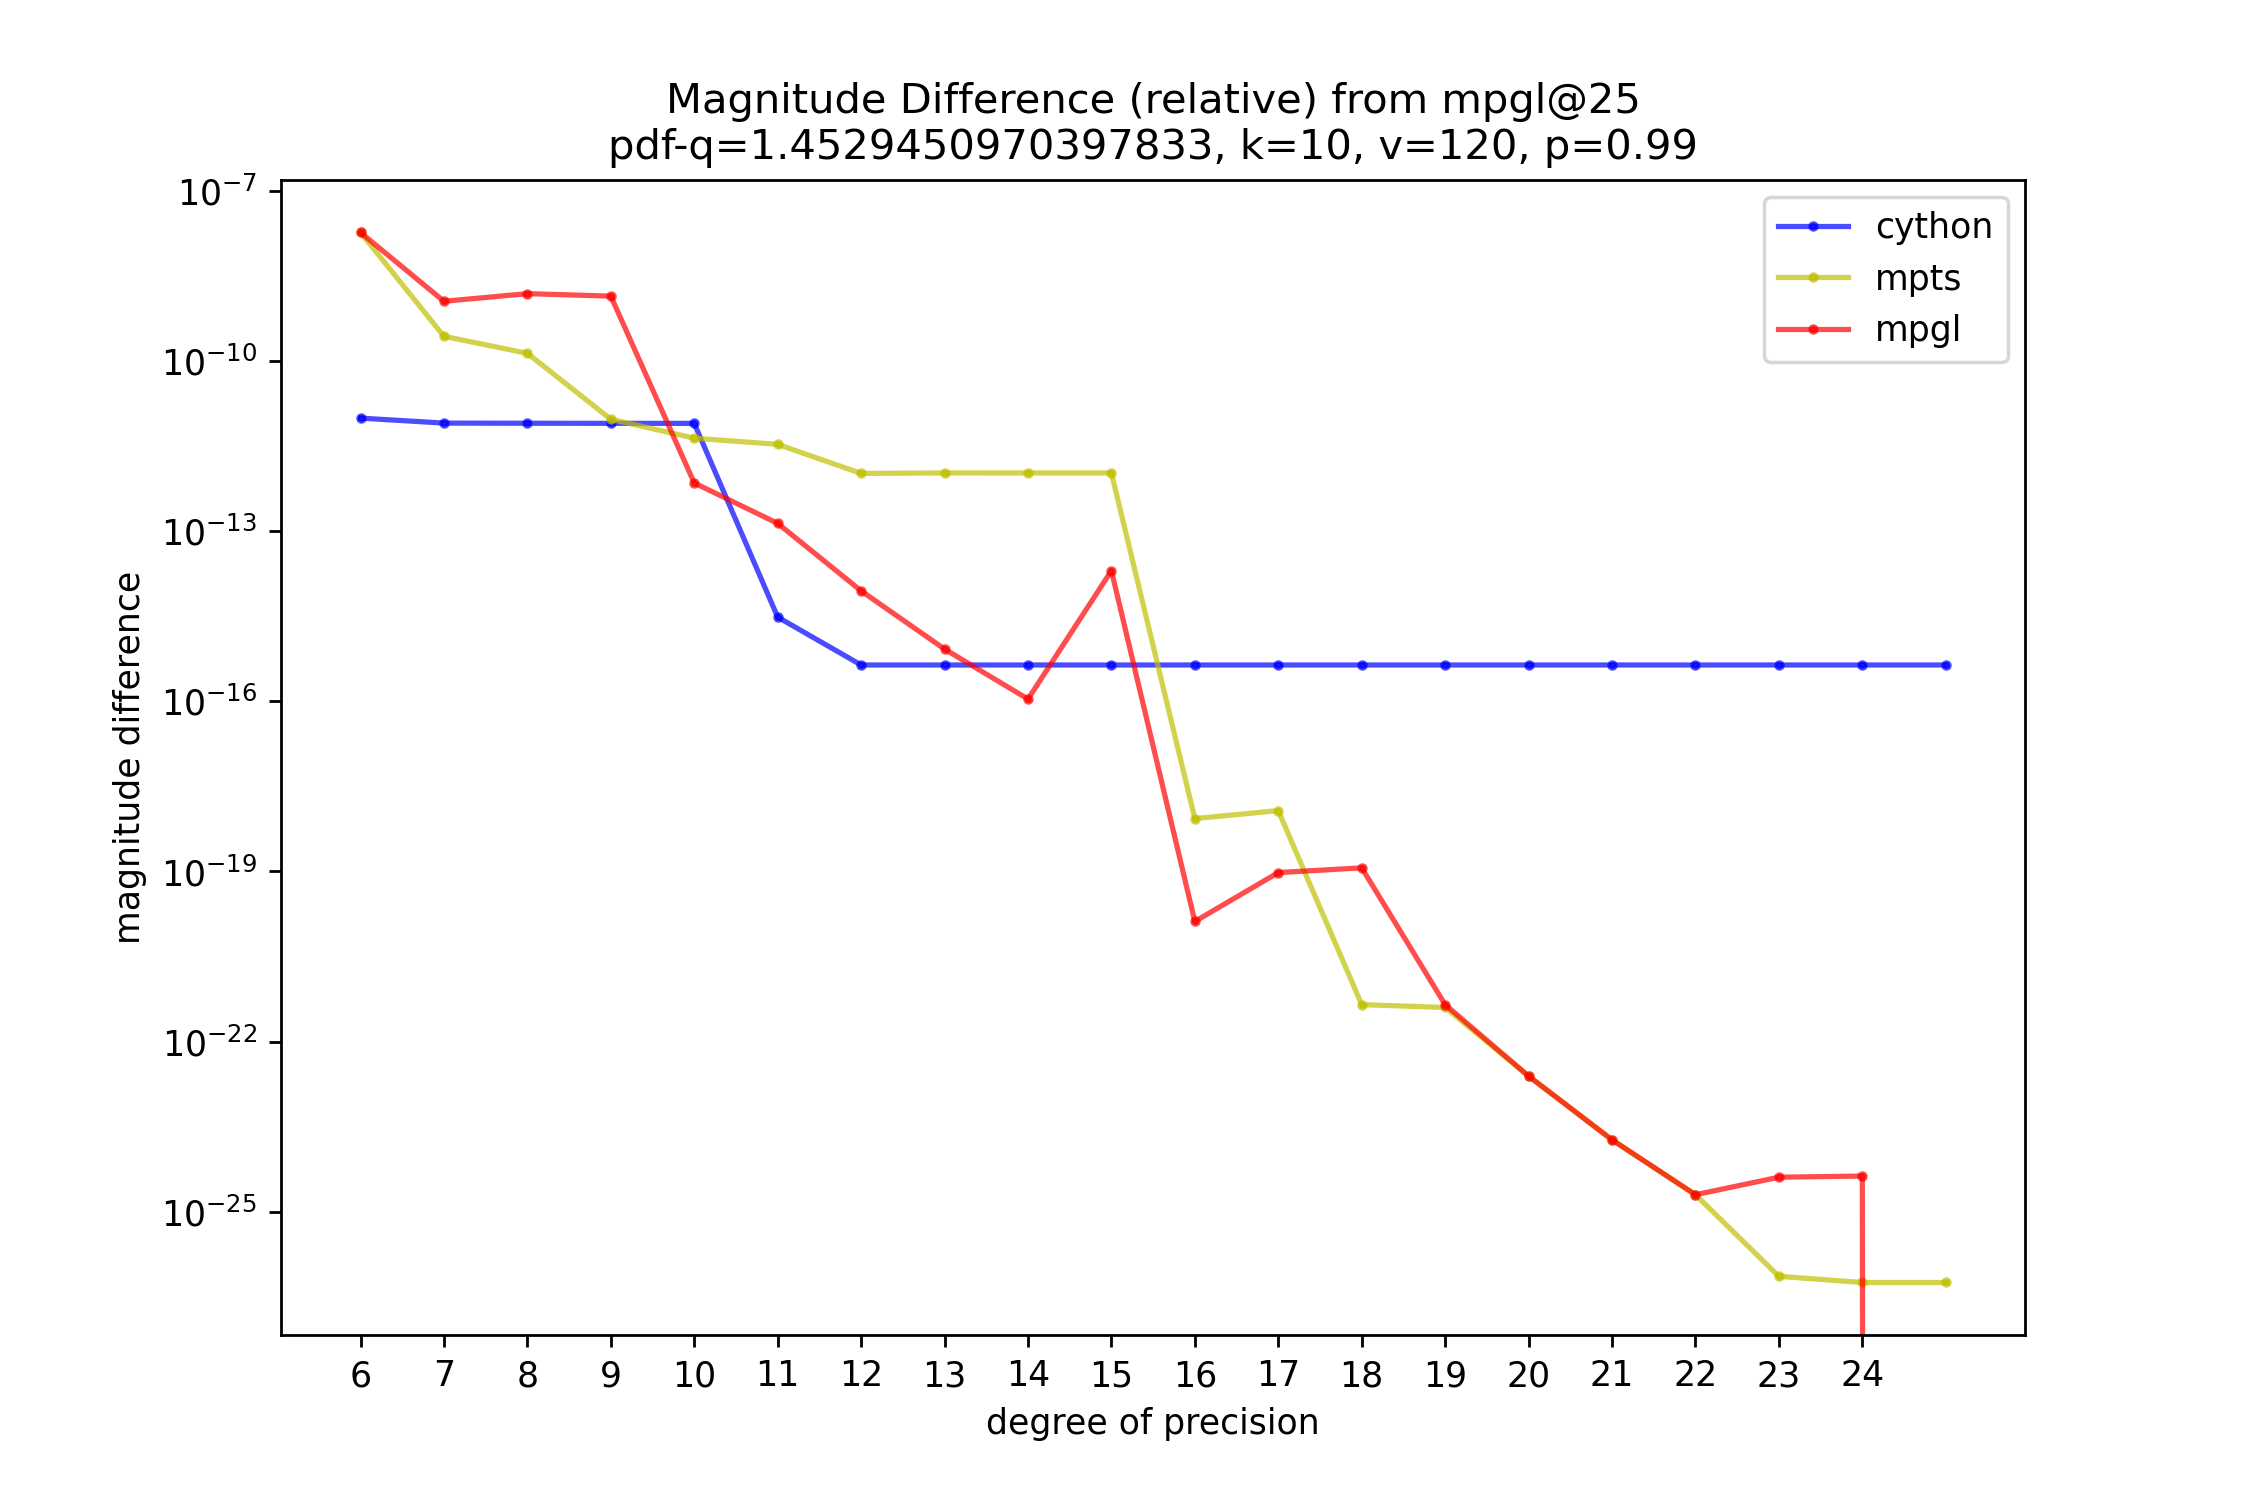 Magnitude Difference (relative) from mpgl@25
pdf-q=1.4529450970397833, k=10, v=120, p=0.99
cython
mpts
mpgl
magnitude difference
10⁻⁷
10⁻¹⁰
10⁻¹³
10⁻¹⁶
10⁻¹⁹
10⁻²²
10⁻²⁵
6 7 8 9 10 11 12 13 14 15 16 17 18 19 20 21 22 23 24
degree of precision